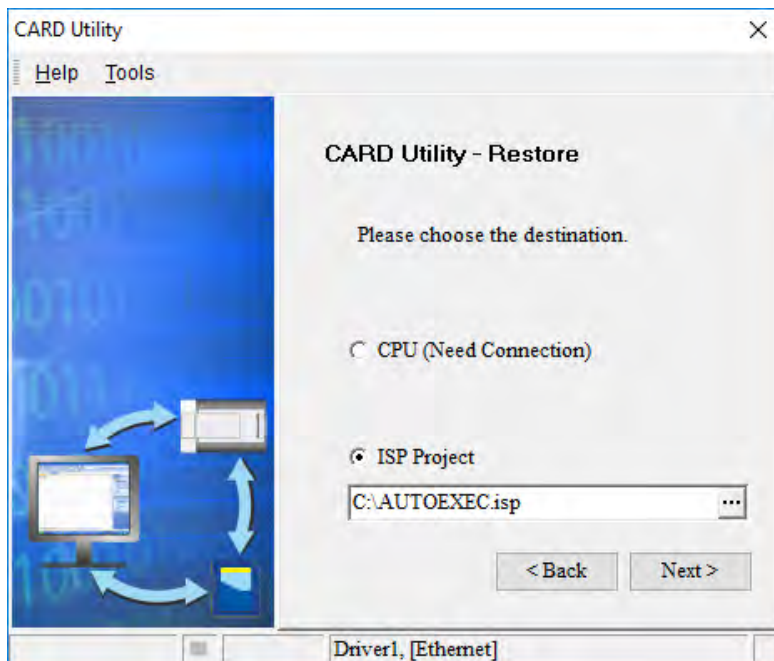 CARD Utility
Help Tools
CARD Utility - Restore
Please choose the destination.
CPU (Need Connection)
ISP Project
C:\AUTOEXEC.isp
...
< Back Next >
Driver1, [Ethernet]